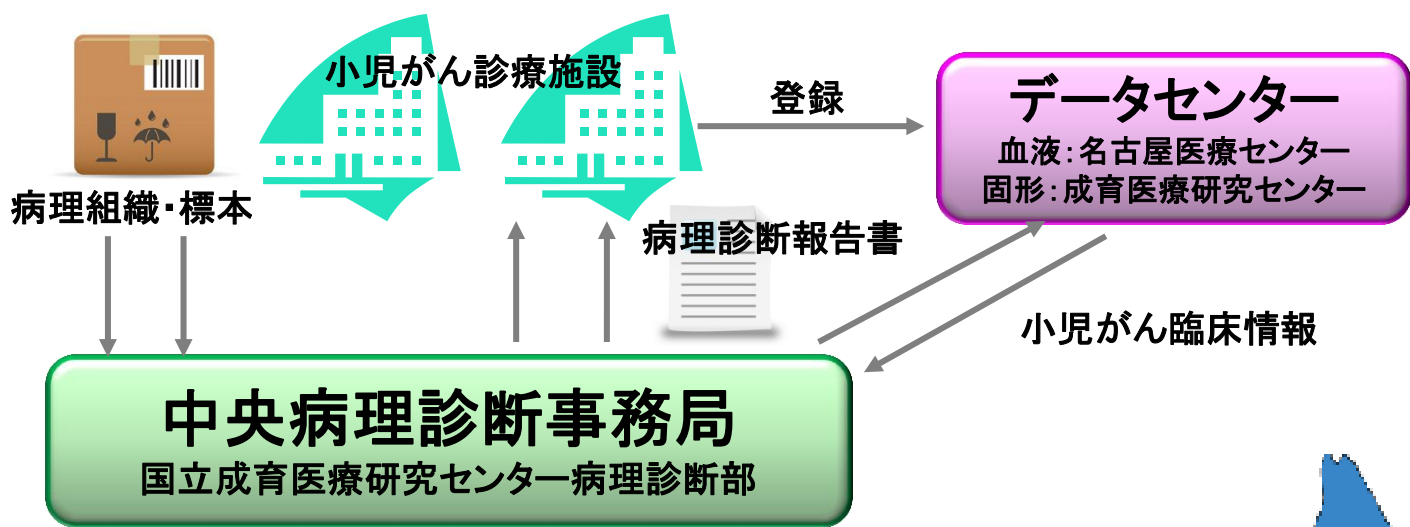 小児がん診療施設
登録
データセンター
血液：名古屋医療センター
固形：成育医療研究センター
病理組織・標本
病理診断報告書
小児がん臨床情報
中央病理診断事務局
国立成育医療研究センター病理診断部